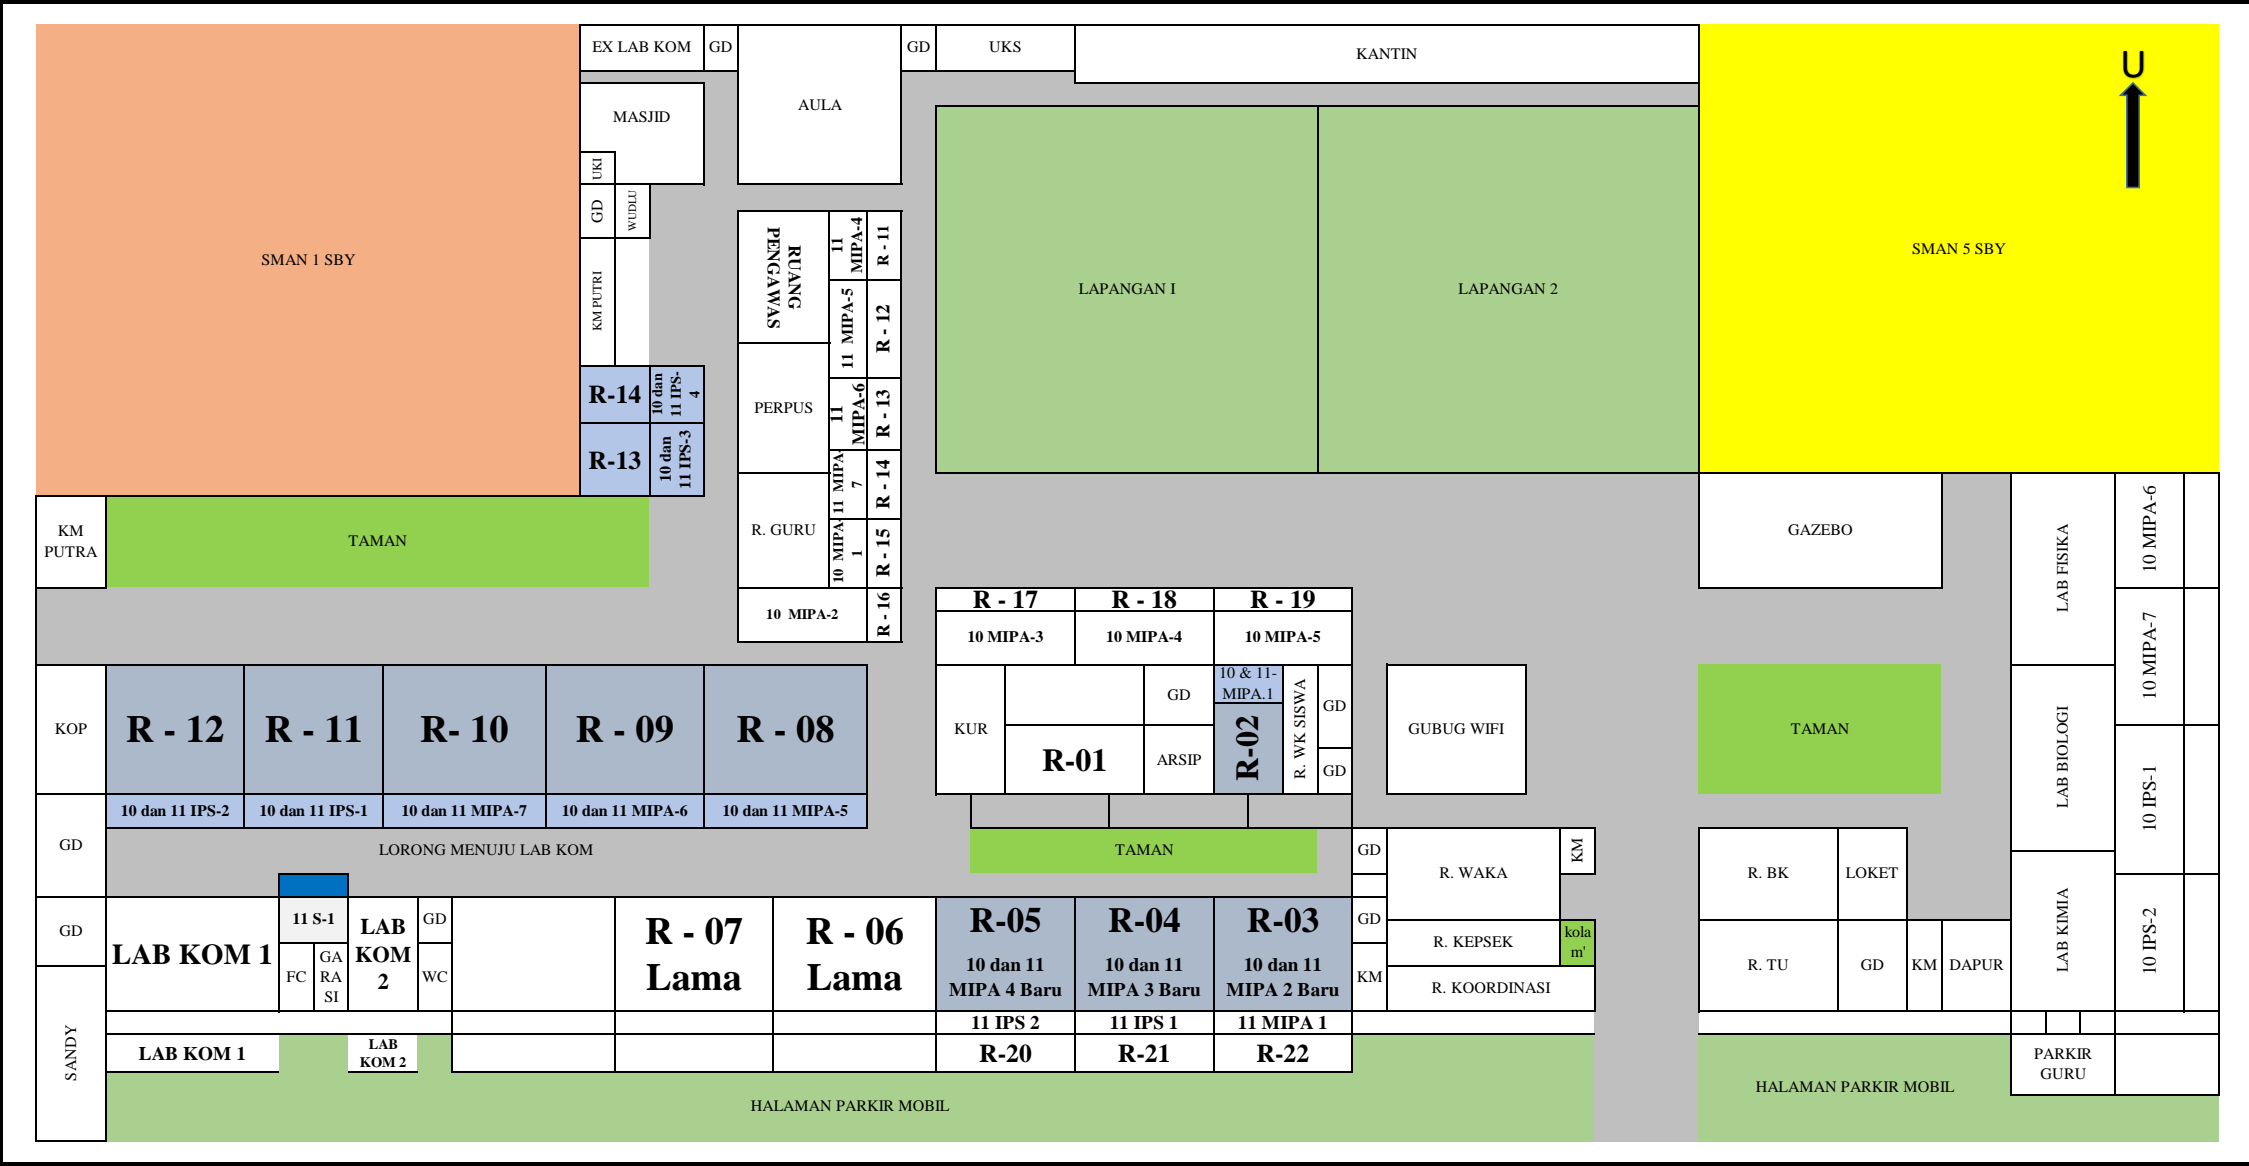 EX LAB KOM
GD
AULA
GD
UKS
KANTIN
U
MASJID
UKI
GD
WUDLU
KM PUTRI
SMAN 1 SBY
RUANG
PENGAWAS
11
MIPA-4
R - 11
11 MIPA-5
R - 12
PERPUS
11
MIPA-6
R - 13
11 MIPA-
7
R - 14
R. GURU
10 MIPA-
1
R - 15
10 MIPA-2
R - 16
LAPANGAN I
LAPANGAN 2
SMAN 5 SBY
R-14
10 dan
11 IPS-
4
R-13
10 dan
11 IPS-3
KM
PUTRA
TAMAN
GAZEBO
LAB FISIKA
10 MIPA-6
R - 17
R - 18
R - 19
10 MIPA-3
10 MIPA-4
10 MIPA-5
10 MIPA-7
KOP
R - 12
R - 11
R- 10
R - 09
R - 08
KUR
GD
R-01
ARSIP
10 & 11-
MIPA.1
R-02
R. WK SISWA
GD
GD
GUBUG WIFI
TAMAN
LAB BIOLOGI
10 IPS-1
10 dan 11 IPS-2
10 dan 11 IPS-1
10 dan 11 MIPA-7
10 dan 11 MIPA-6
10 dan 11 MIPA-5
GD
LORONG MENUJU LAB KOM
TAMAN
GD
R. WAKA
KM
R. BK
LOKET
LAB KIMIA
10 IPS-2
GD
LAB KOM 1
11 S-1
FC
GA
RA
SI
LAB
KOM
2
GD
WC
R - 07
Lama
R - 06
Lama
R-05
10 dan 11
MIPA 4 Baru
R-04
10 dan 11
MIPA 3 Baru
R-03
10 dan 11
MIPA 2 Baru
GD
KM
R. KEPSEK
kola
m'
R. KOORDINASI
R. TU
GD
KM
DAPUR
SANDY
11 IPS 2
11 IPS 1
11 MIPA 1
LAB KOM 1
LAB
KOM 2
R-20
R-21
R-22
PARKIR
GURU
HALAMAN PARKIR MOBIL
HALAMAN PARKIR MOBIL